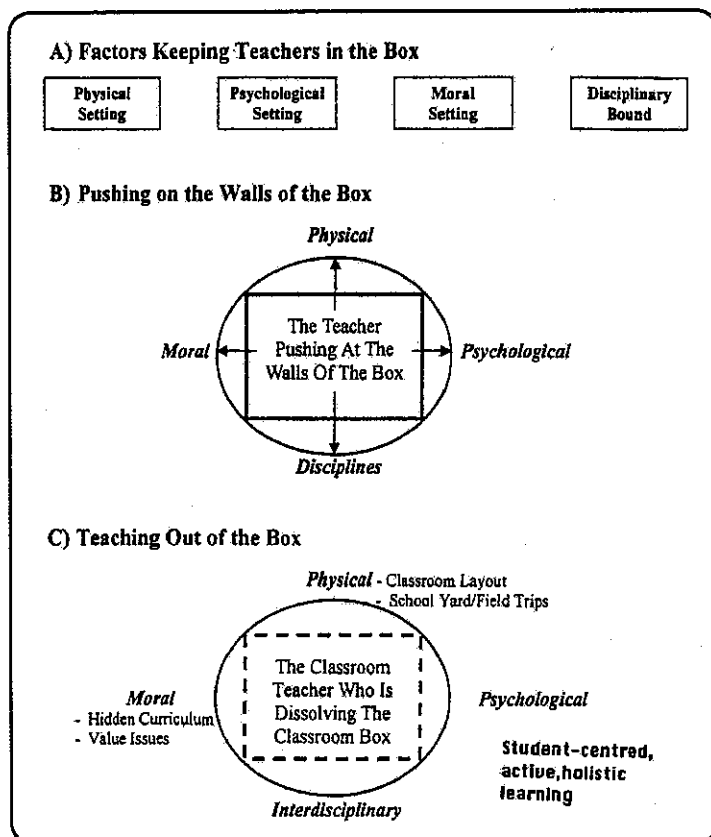 A) Factors Keeping Teachers in the Box
Physical
Setting
Psychological
Setting
Moral
Setting
Disciplinary
Bound
B) Pushing on the Walls of the Box
Physical
Moral
The Teacher
Pushing At The
Walls Of The Box
Psychological
Disciplines
C) Teaching Out of the Box
Physical - Classroom Layout
- School Yard/Field Trips
Moral
- Hidden Curriculum
- Value Issues
The Classroom
Teacher Who Is
Dissolving The
Classroom Box
Psychological
Student-centred,
active,holistic
learning
Interdisciplinary